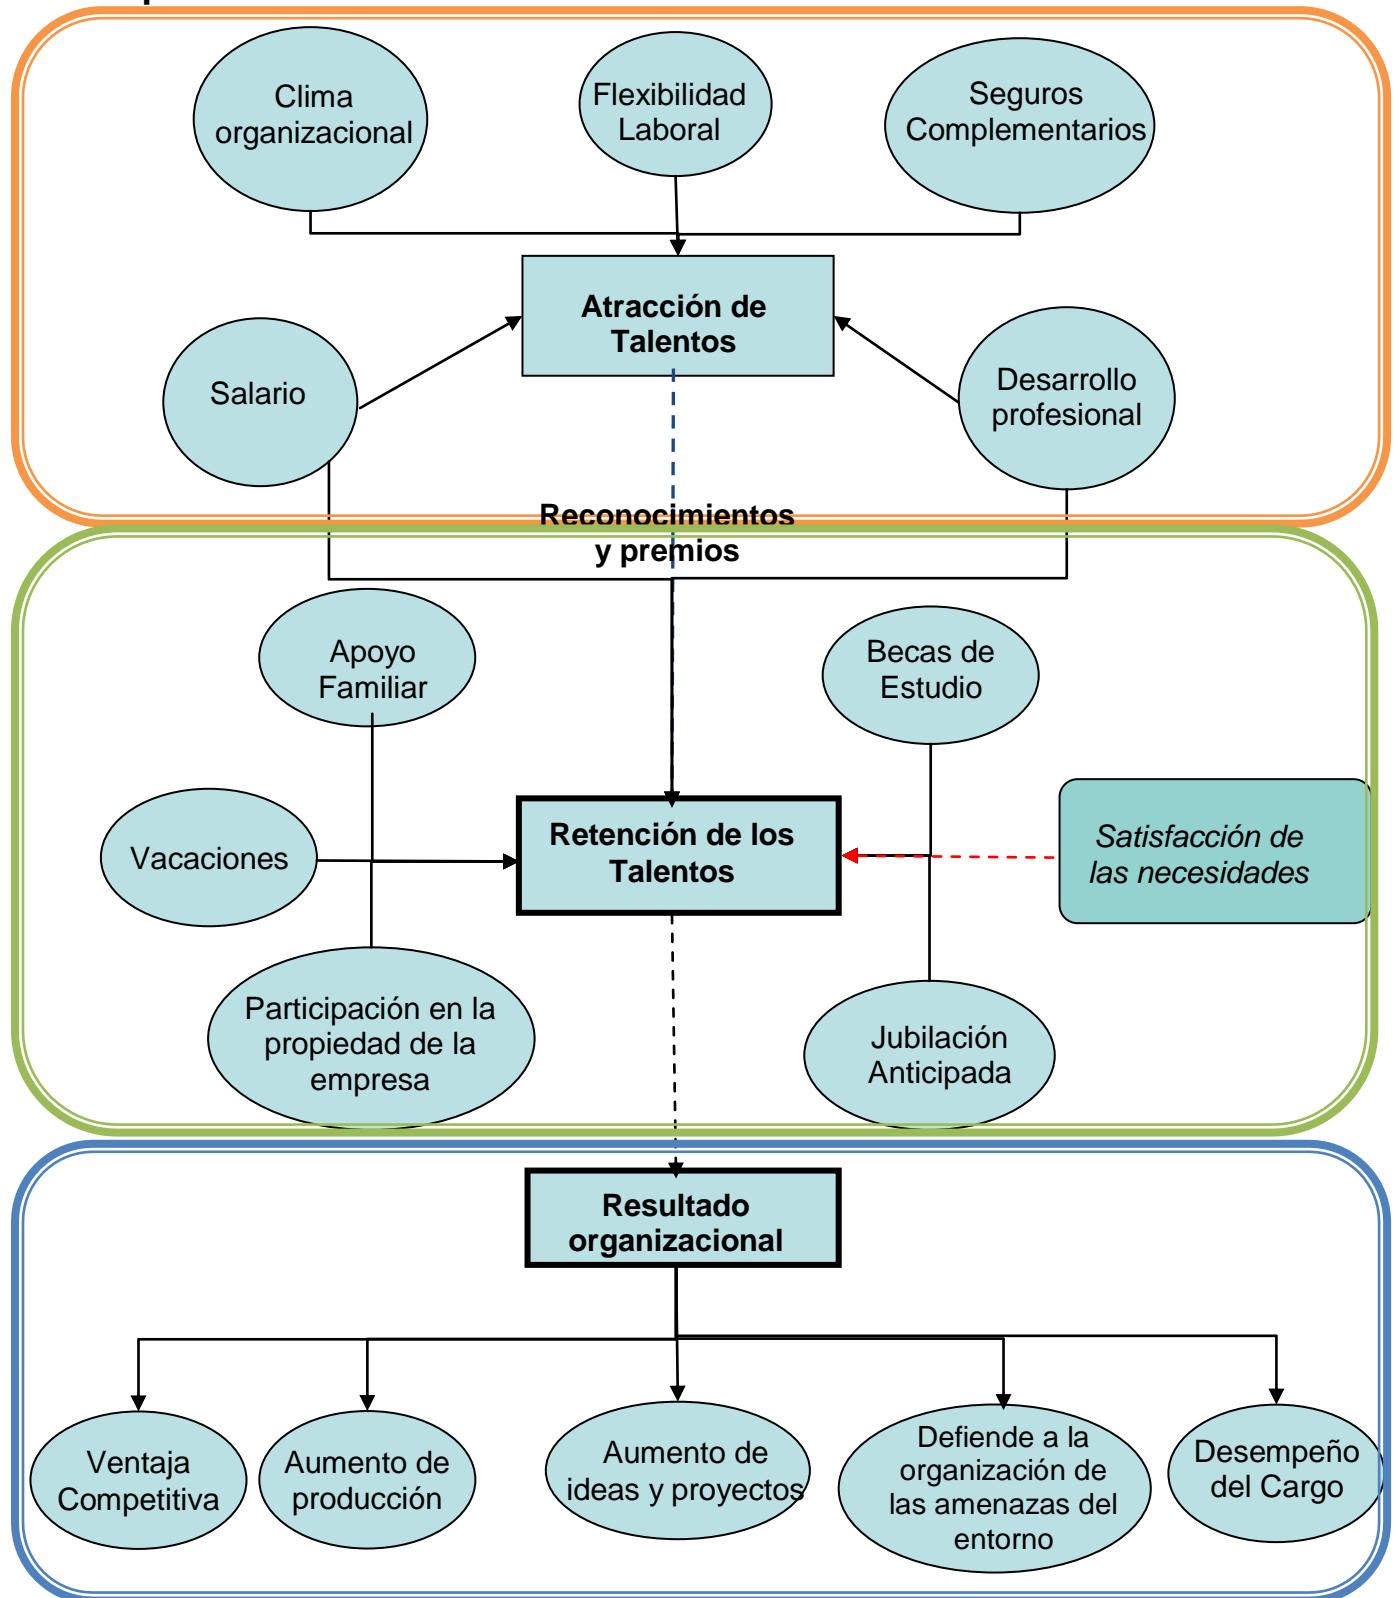 Clima
organizacional
Flexibilidad
Laboral
Seguros
Complementarios
Atracción de
Talentos
Salario
Desarrollo
profesional
Reconocimientos
y premios
Apoyo
Familiar
Becas de
Estudio
Vacaciones
Retención de los
Talentos
Satisfacción de
las necesidades
Participación en la
propiedad de la
empresa
Jubilación
Anticipada
Resultado
organizacional
Ventaja
Competitiva
Aumento de
producción
Aumento de
ideas y proyectos
Defiende a la
organización de
las amenazas del
entorno
Desempeño
del Cargo